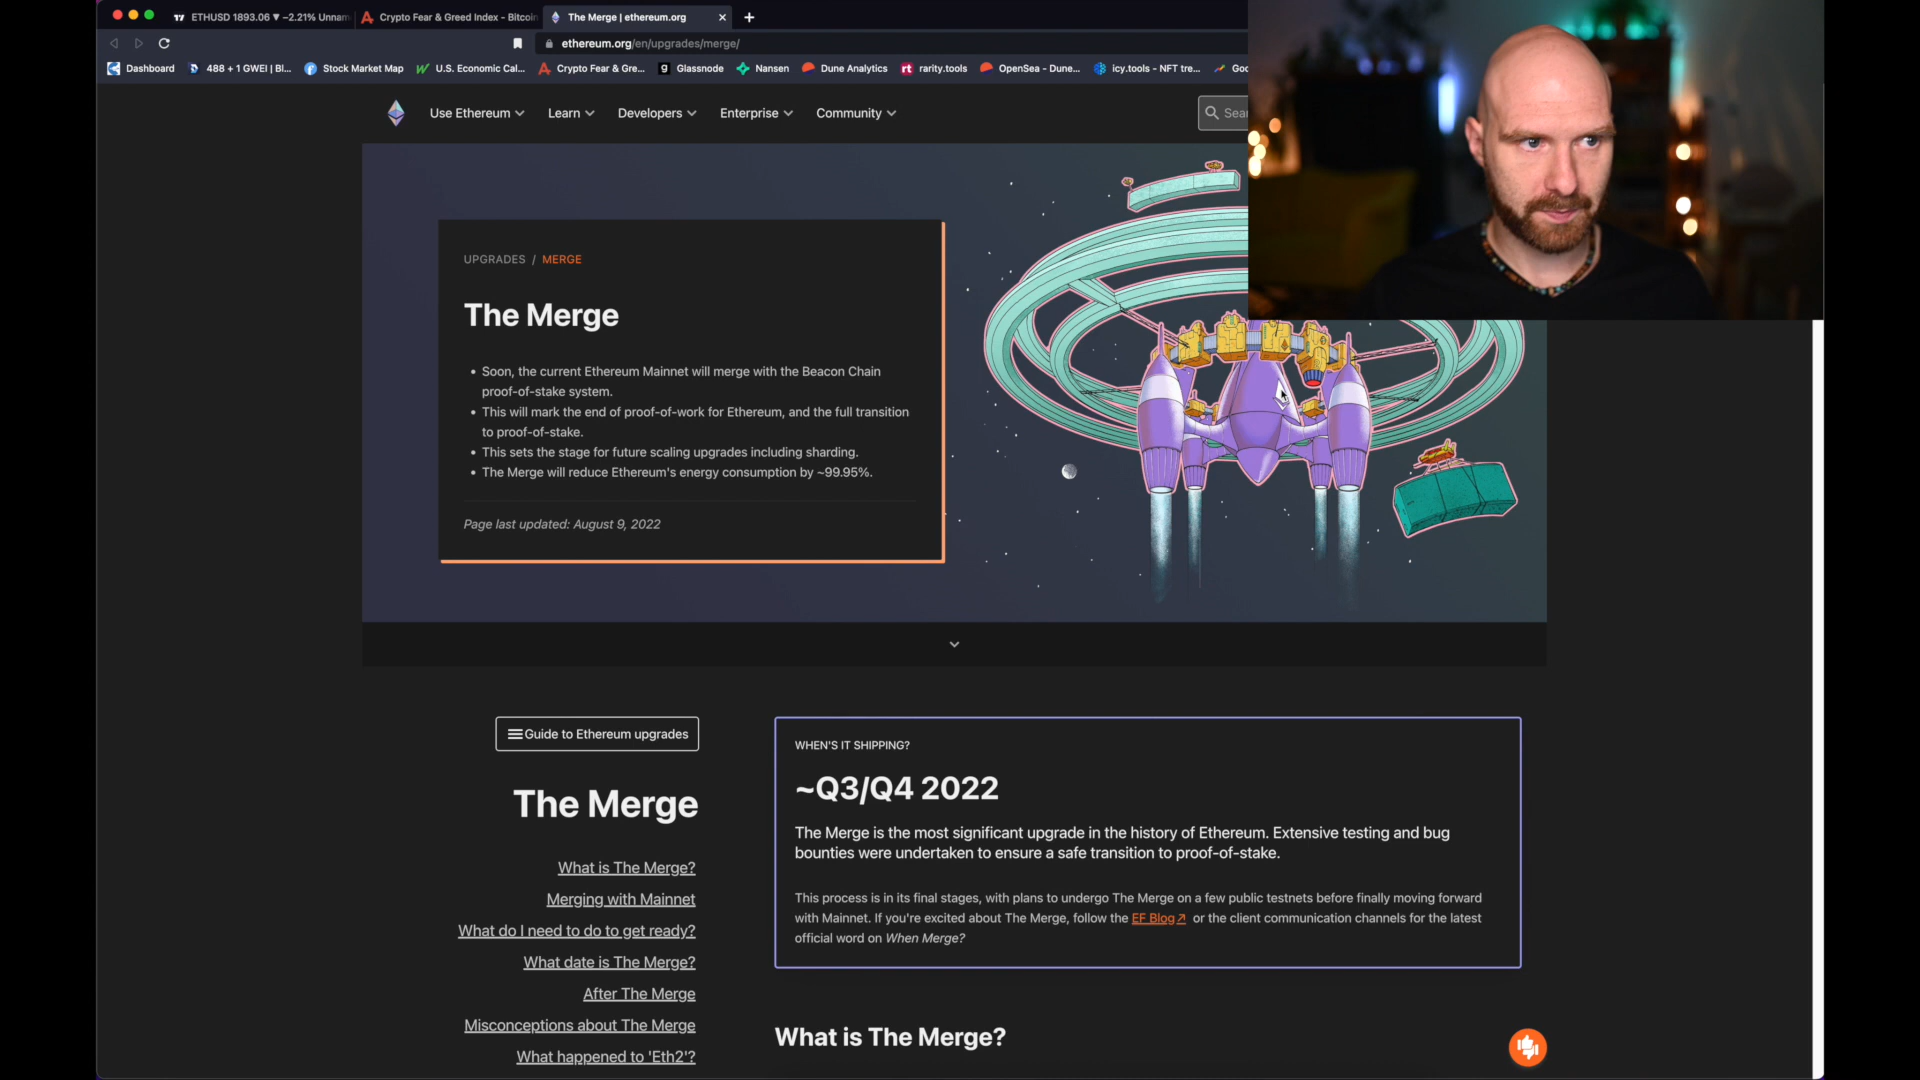 ETHUSD 1893.06 ▼ −2.21% Unnam
Crypto Fear & Greed Index - Bitcoin
The Merge | ethereum.org
ethereum.org/en/upgrades/merge/
Dashboard
488 + 1 GWEI | Bl...
Stock Market Map
U.S. Economic Cal...
Crypto Fear & Gre...
Glassnode
Nansen
Dune Analytics
rarity.tools
OpenSea - Dune...
icy.tools - NFT tre...
Goo
Use Ethereum
Learn
Developers
Enterprise
Community
Sear
UPGRADES / MERGE
The Merge
• Soon, the current Ethereum Mainnet will merge with the Beacon Chain
proof-of-stake system.
• This will mark the end of proof-of-work for Ethereum, and the full transition
to proof-of-stake.
• This sets the stage for future scaling upgrades including sharding.
• The Merge will reduce Ethereum's energy consumption by ~99.95%.
Page last updated: August 9, 2022
Guide to Ethereum upgrades
The Merge
What is The Merge?
Merging with Mainnet
What do I need to do to get ready?
What date is The Merge?
After The Merge
Misconceptions about The Merge
What happened to 'Eth2'?
WHEN'S IT SHIPPING?
~Q3/Q4 2022
The Merge is the most significant upgrade in the history of Ethereum. Extensive testing and bug
bounties were undertaken to ensure a safe transition to proof-of-stake.
This process is in its final stages, with plans to undergo The Merge on a few public testnets before finally moving forward
with Mainnet. If you're excited about The Merge, follow the EF Blog↗ or the client communication channels for the latest
official word on When Merge?
What is The Merge?